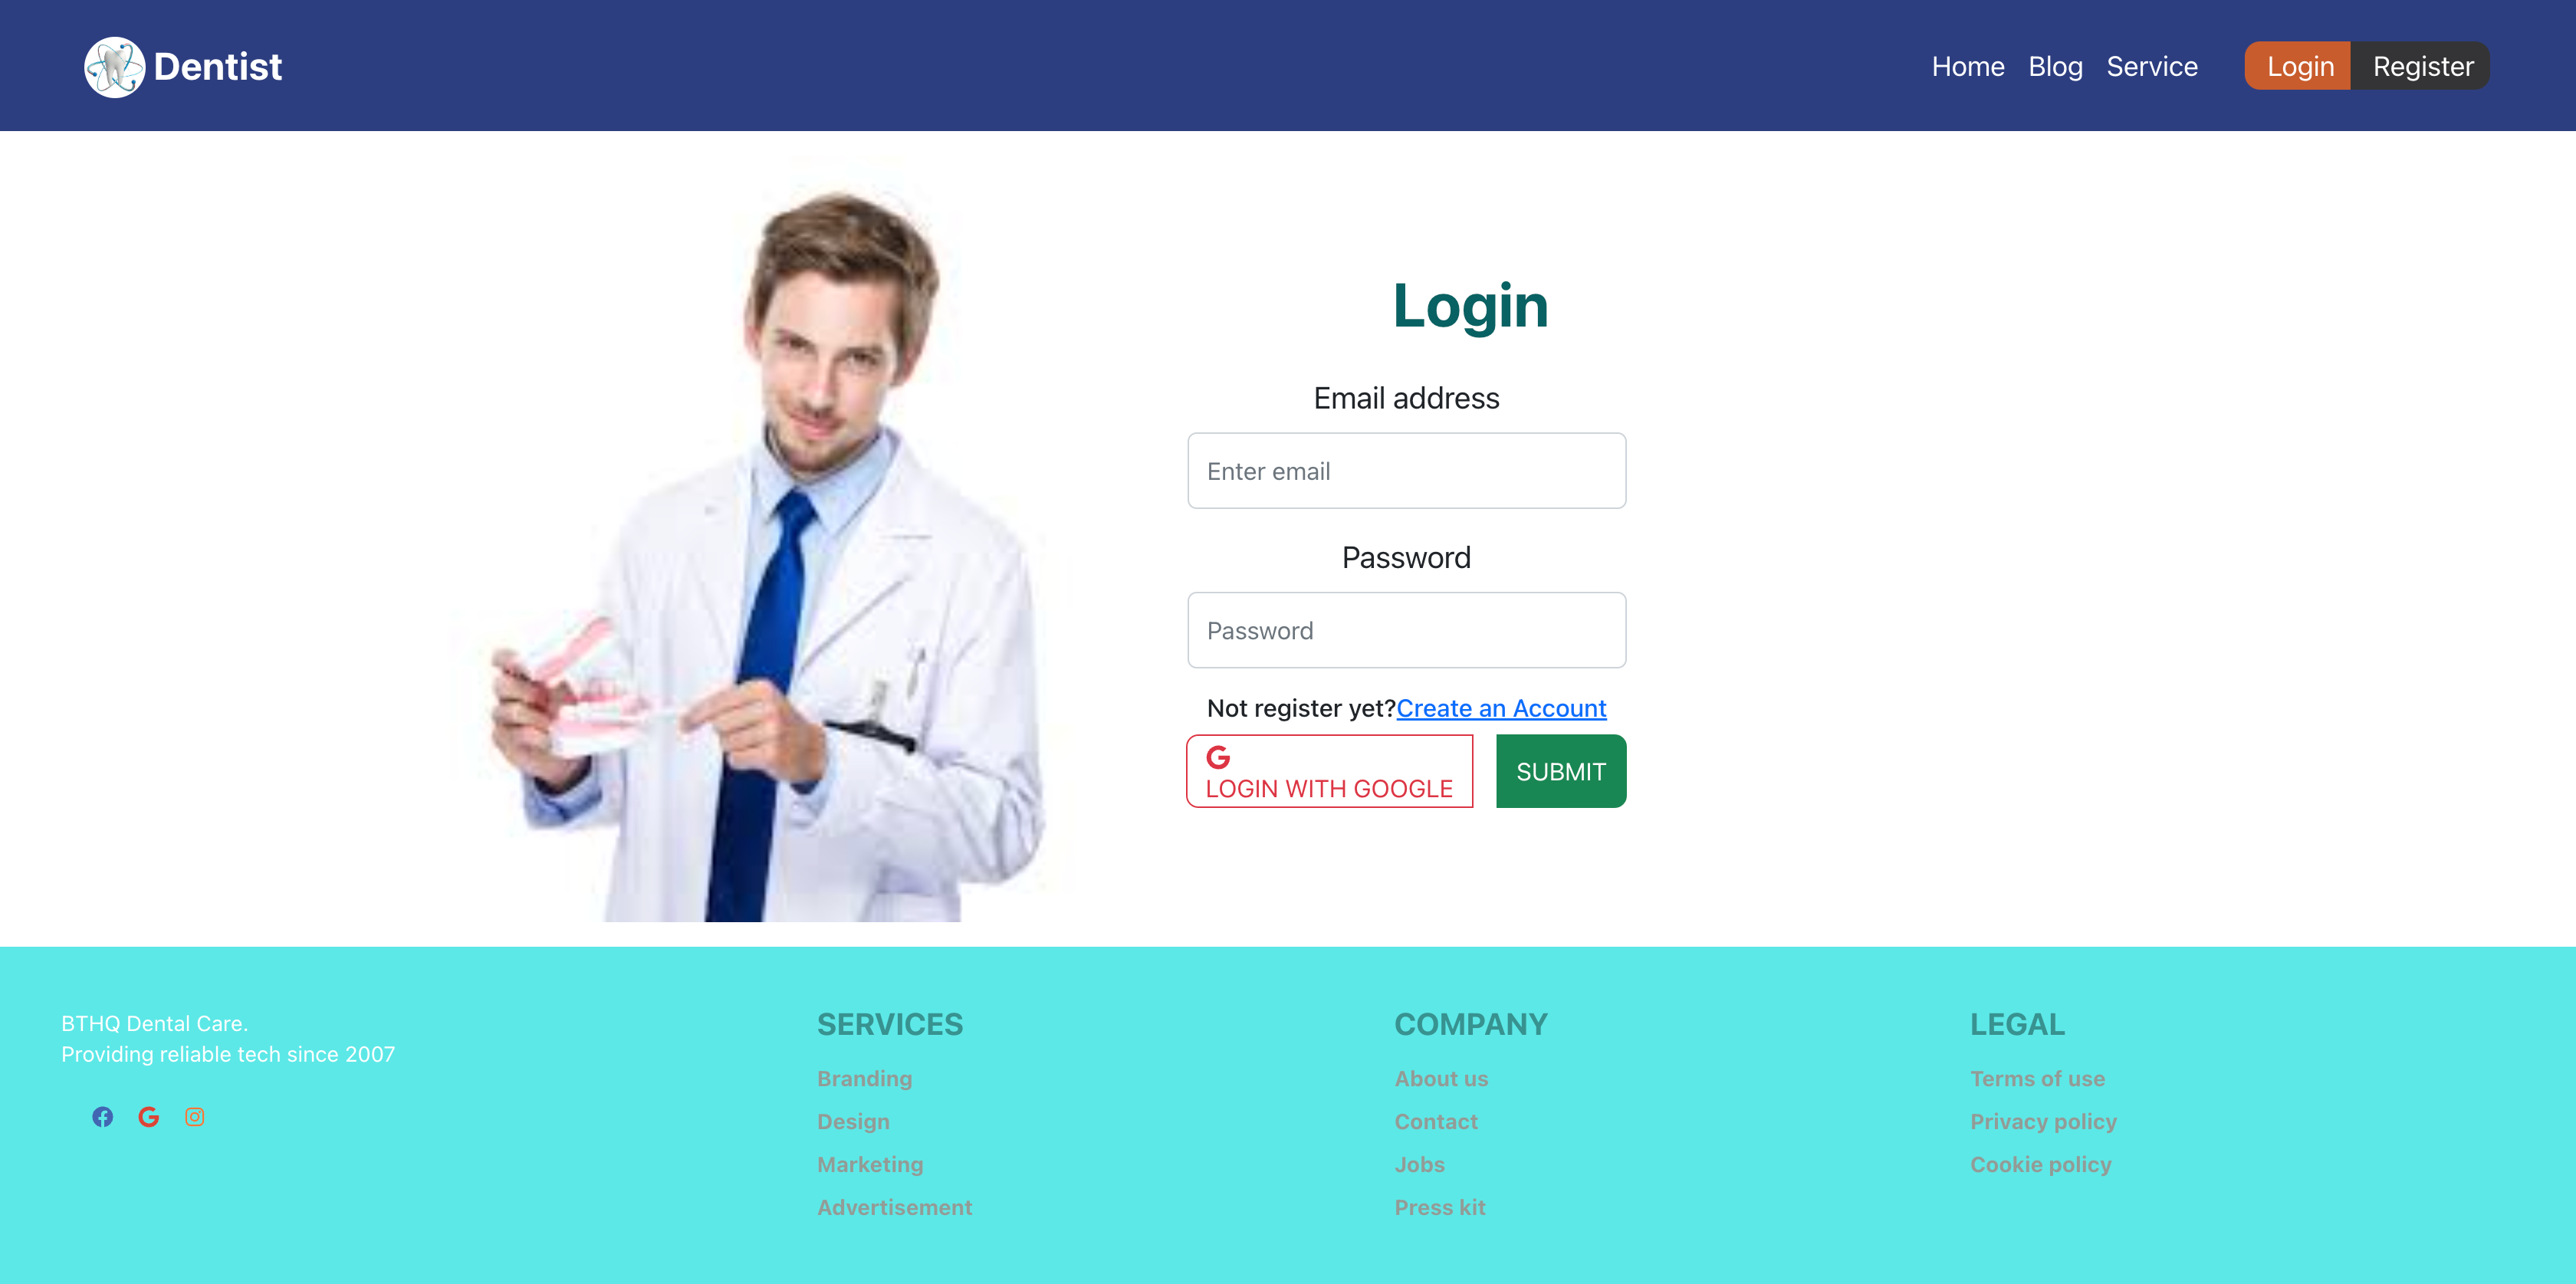 Dentist
Home Blog Service Login Register
Login
Email address
Enter email
Password
Password
Not register yet?Create an Account
LOGIN WITH GOOGLE
SUBMIT
BTHQ Dental Care.
Providing reliable tech since 2007
SERVICES
Branding
Design
Marketing
Advertisement
COMPANY
About us
Contact
Jobs
Press kit
LEGAL
Terms of use
Privacy policy
Cookie policy